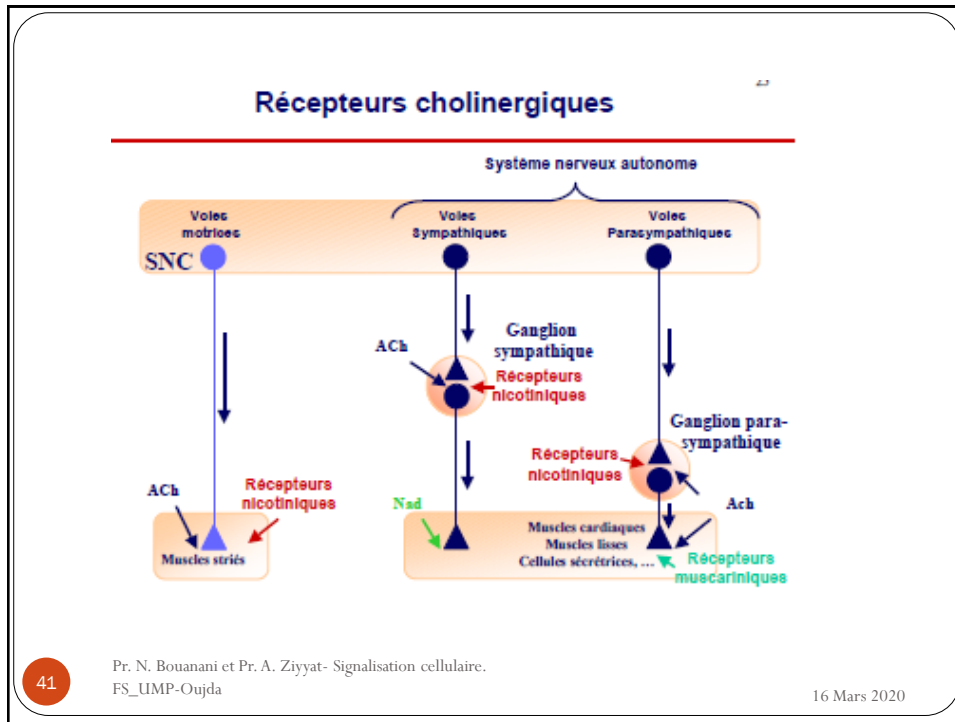 Récepteurs cholinergiques
Système nerveux autonome
Voies
motrices
Voies
Sympathiques
Voies
Parasympathiques
SNC
ACh
Ganglion
sympathique
Récepteurs
nicotiniques
Ganglion para-
sympathique
Récepteurs
nicotiniques
ACh
Récepteurs
nicotiniques
Muscles striés
Nad
Muscles cardiaques
Muscles lisses
Cellules sécrétrices, ...
Ach
Récepteurs
muscariniques
41
Pr. N. Bouanani et Pr. A. Ziyyat- Signalisation cellulaire.
FS_UMP-Oujda
16 Mars 2020